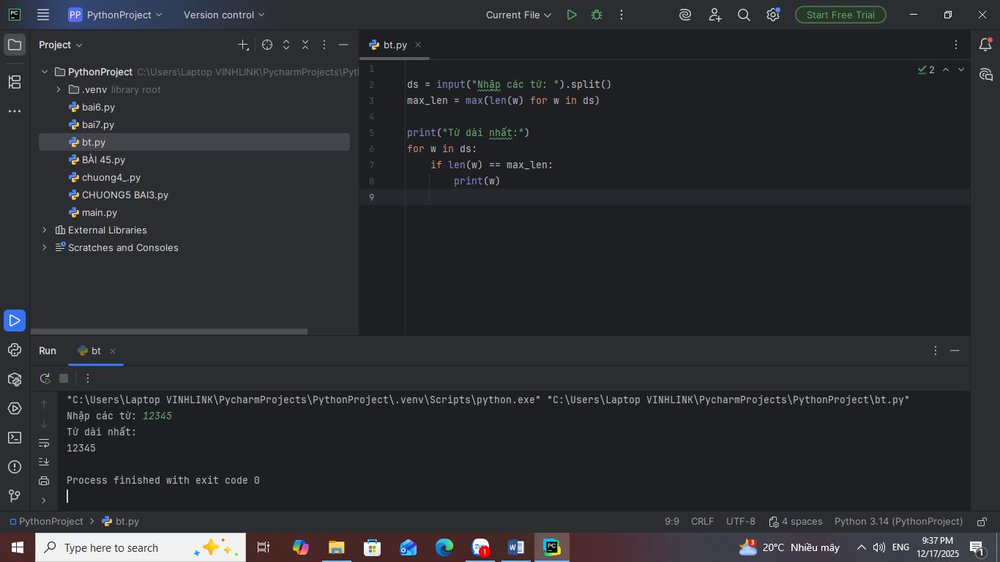 PC PP PythonProject Version control Current File Start Free Trial
Project
bt.py
PythonProject C:\Users\Laptop VINHLINK\PycharmProjects\Pyt
.venv library root
bai6.py
bai7.py
bt.py
BÀI 45.py
chuong4_.py
CHUONG5 BAI3.py
main.py
External Libraries
Scratches and Consoles
1
2 ds = input("Nhập các từ: ").split()
3 max_len = max(len(w) for w in ds)
4
5 print("Từ dài nhất:")
6 for w in ds:
7 if len(w) == max_len:
8 print(w)
9
2
Run bt
"C:\Users\Laptop VINHLINK\PycharmProjects\PythonProject\.venv\Scripts\python.exe" "C:\Users\Laptop VINHLINK\PycharmProjects\PythonProject\bt.py"
Nhập các từ: 12345
Từ dài nhất:
12345
Process finished with exit code 0
PythonProject > bt.py 9:9 CRLF UTF-8 4 spaces Python 3.14 (PythonProject)
Type here to search
Zalo
1
W
PC
3
20°C Nhiều mây
ENG
9:37 PM
12/17/2025
1